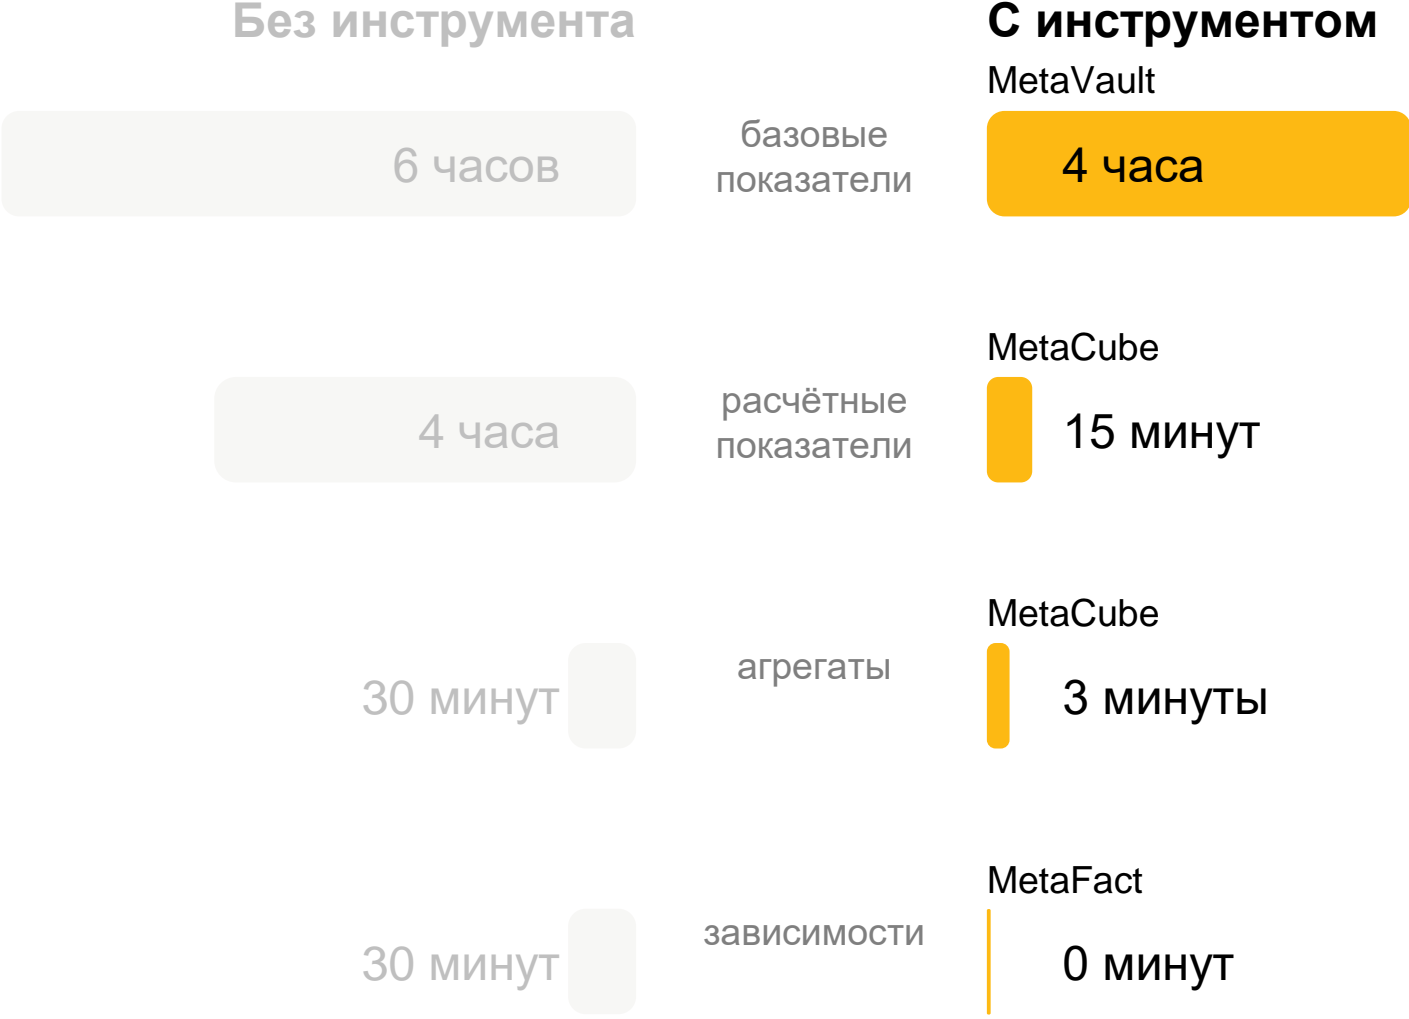 Без инструмента
С инструментом
MetaVault
6 часов
базовые
показатели
4 часа
MetaCube
4 часа
расчётные
показатели
15 минут
MetaCube
30 минут
агрегаты
3 минуты
MetaFact
30 минут
зависимости
0 минут